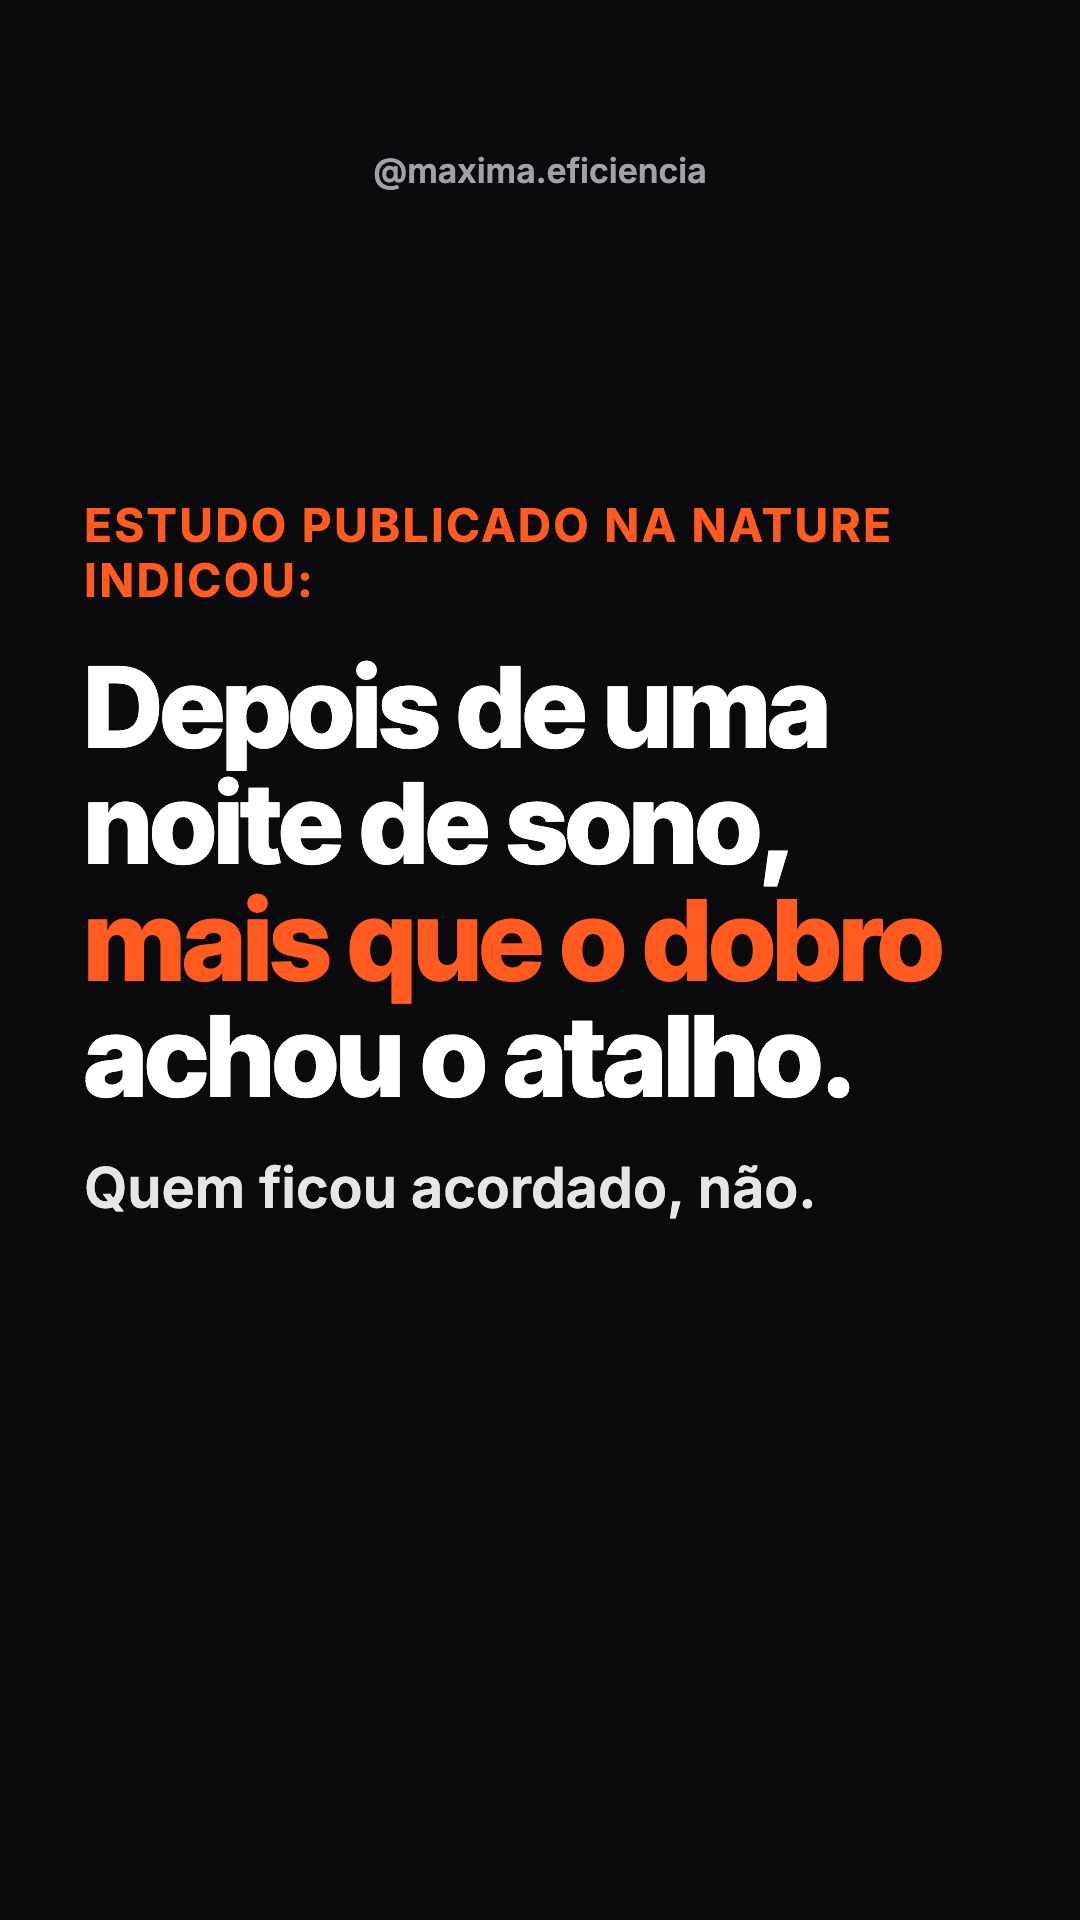 @maxima.eficiencia
ESTUDO PUBLICADO NA NATURE
INDICOU:
Depois de uma
noite de sono,
mais que o dobro
achou o atalho.
Quem ficou acordado, não.